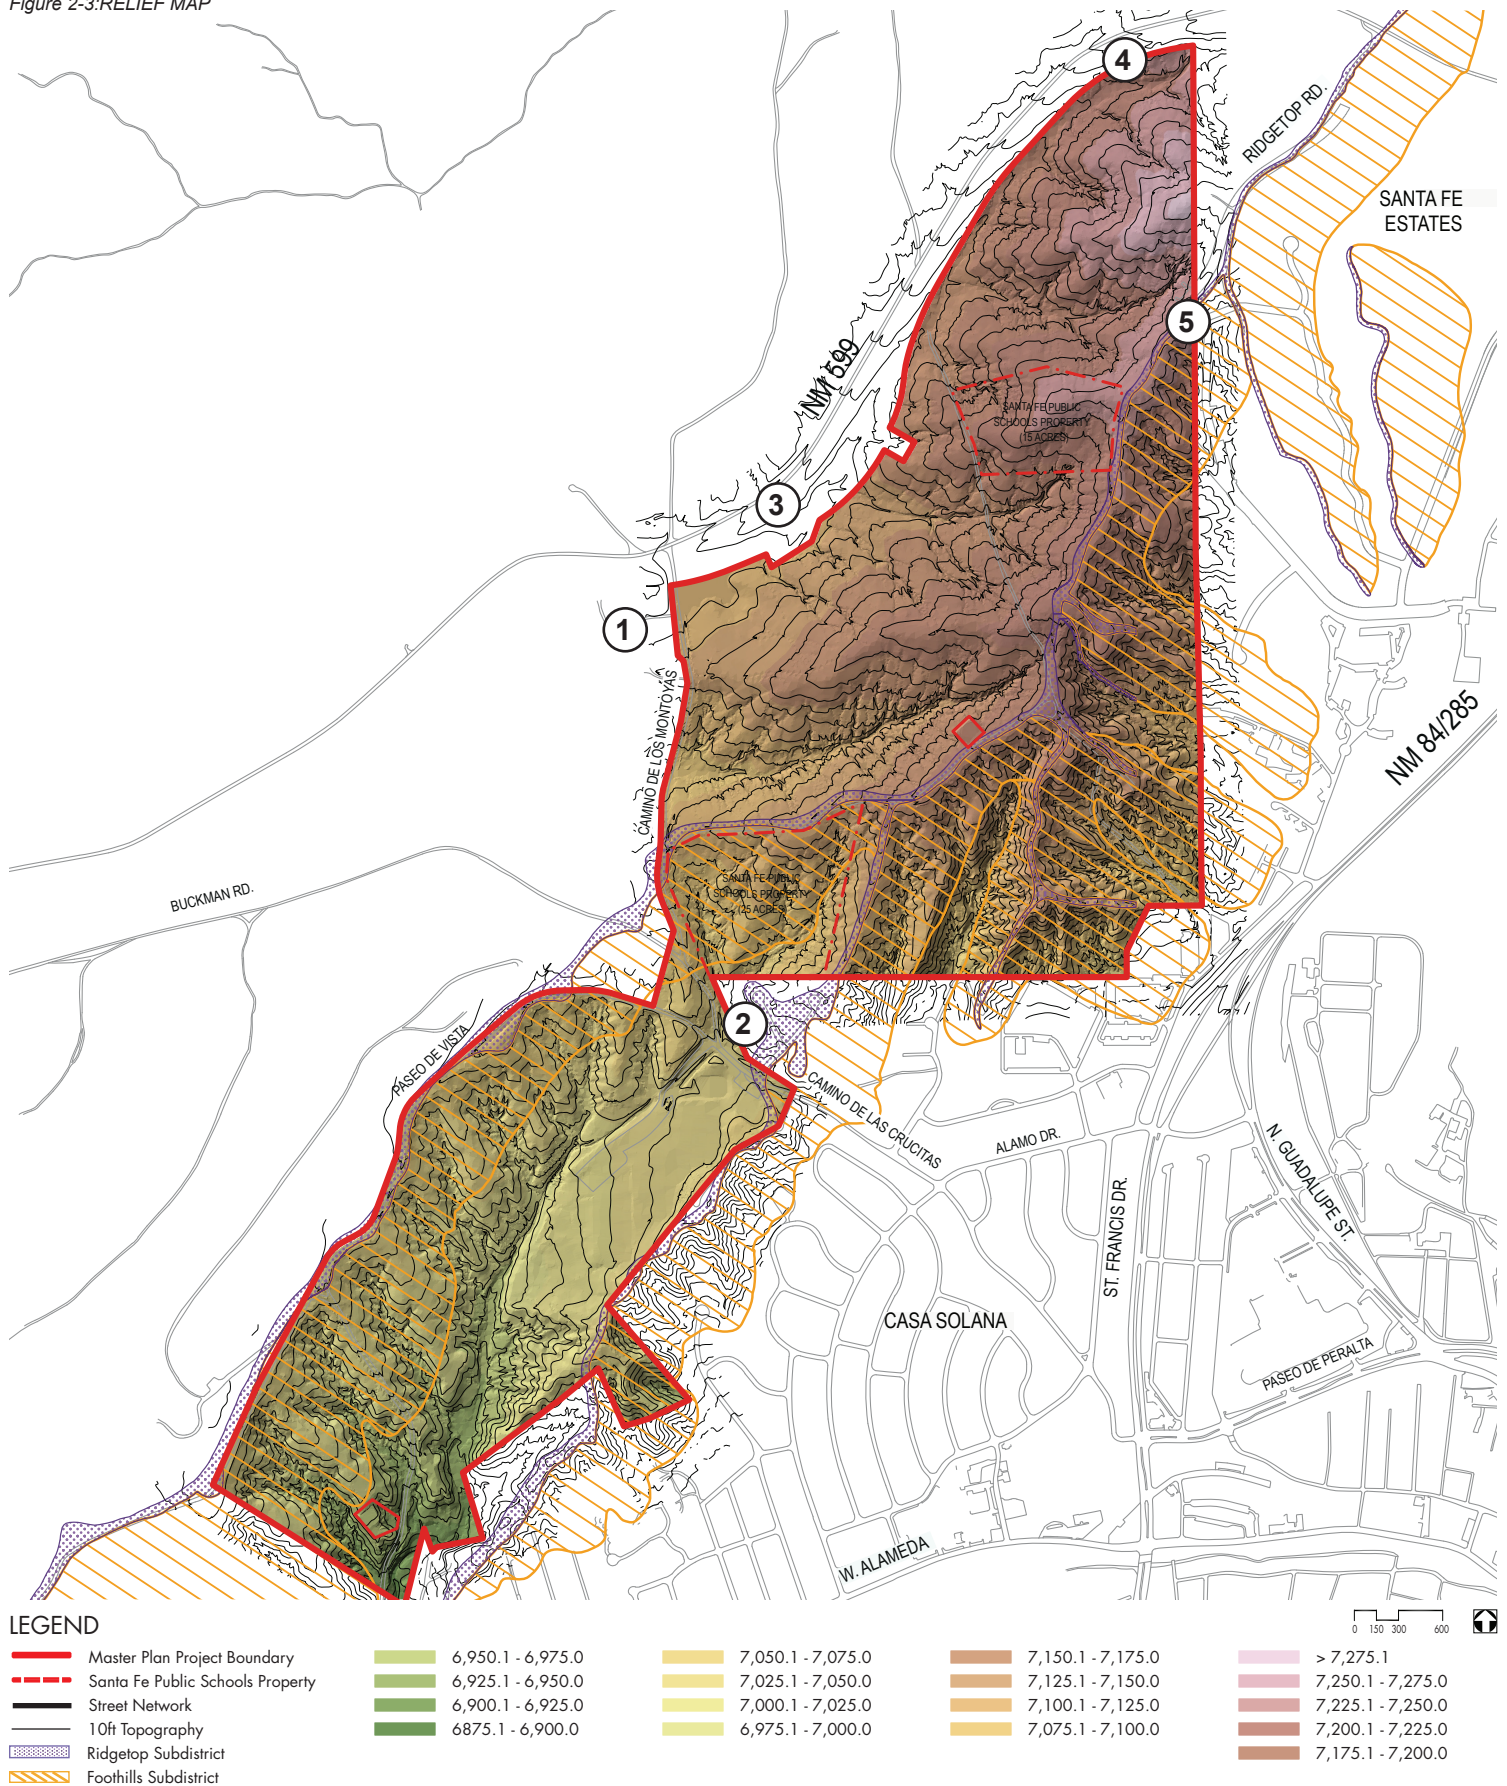 Figure 2-3:RELIEF MAP
4
RIDGETOP RD.
SANTA FE
ESTATES
5
NM 599
SANTA FE PUBLIC
SCHOOLS PROPERTY
(15 ACRES)
3
1
CAMINO DE LOS MONTOYAS
NM 84/285
BUCKMAN RD.
SANTA FE PUBLIC
SCHOOLS PROPERTY
(25 ACRES)
2
PASEO DE VISTA
CAMINO DE LAS CRUCITAS
ALAMO DR.
N. GUADALUPE ST.
ST. FRANCIS DR.
CASA SOLANA
PASEO DE PERALTA
W. ALAMEDA
LEGEND
0 150 300 600
Master Plan Project Boundary
Santa Fe Public Schools Property
Street Network
10ft Topography
Ridgetop Subdistrict
Foothills Subdistrict
6,950.1 - 6,975.0
6,925.1 - 6,950.0
6,900.1 - 6,925.0
6875.1 - 6,900.0
7,050.1 - 7,075.0
7,025.1 - 7,050.0
7,000.1 - 7,025.0
6,975.1 - 7,000.0
7,150.1 - 7,175.0
7,125.1 - 7,150.0
7,100.1 - 7,125.0
7,075.1 - 7,100.0
> 7,275.1
7,250.1 - 7,275.0
7,225.1 - 7,250.0
7,200.1 - 7,225.0
7,175.1 - 7,200.0